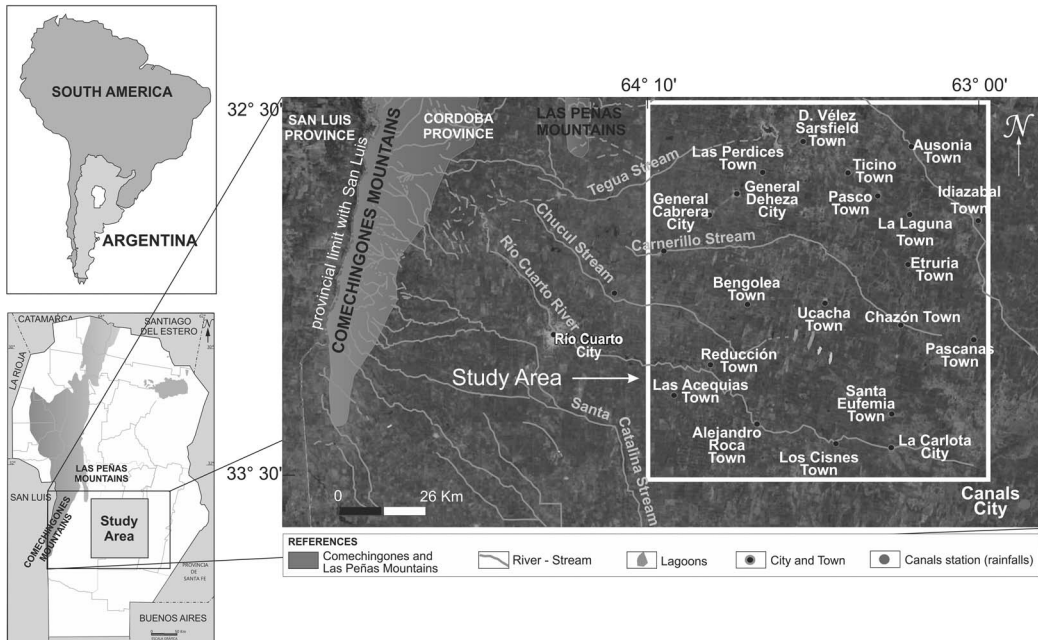 SOUTH AMERICA
ARGENTINA
CATAMARCA
SANTIAGO
DEL ESTERO
N
LA RIOJA
LAS PEÑAS
MOUNTAINS
SAN LUIS
COMECHINGONES
MOUNTAINS
Study
Area
PROVINCIA
DE
SANTA FE
BUENOS AIRES
64° 10'
63° 00'
32° 30'
33° 30'
SAN LUIS
PROVINCE
CORDOBA
PROVINCE
LAS PEÑAS
MOUNTAINS
provincial limit with San Luis
COMECHINGONES MOUNTAINS
N
D. Vélez
Sarsfield
Town
Ausonia
Town
Las Perdices
Town
Ticino
Town
Tegua Stream
General
Deheza
City
Pasco
Town
Idiazabal
Town
General
Cabrera
City
La Laguna
Town
Chucul Stream
Carnerillo Stream
Etruria
Town
Río Cuarto River
Bengolea
Town
Ucacha
Town
Chazón Town
Río Cuarto
City
Pascanas
Town
Reducción
Town
Study Area
Las Acequias
Town
Santa
Eufemia
Town
Santa
Catalina Stream
Alejandro
Roca
Town
Los Cisnes
Town
La Carlota
City
0 26 Km
Canals
City
REFERENCES
Comechingones and
Las Peñas Mountains
River - Stream
Lagoons
City and Town
Canals station (rainfalls)